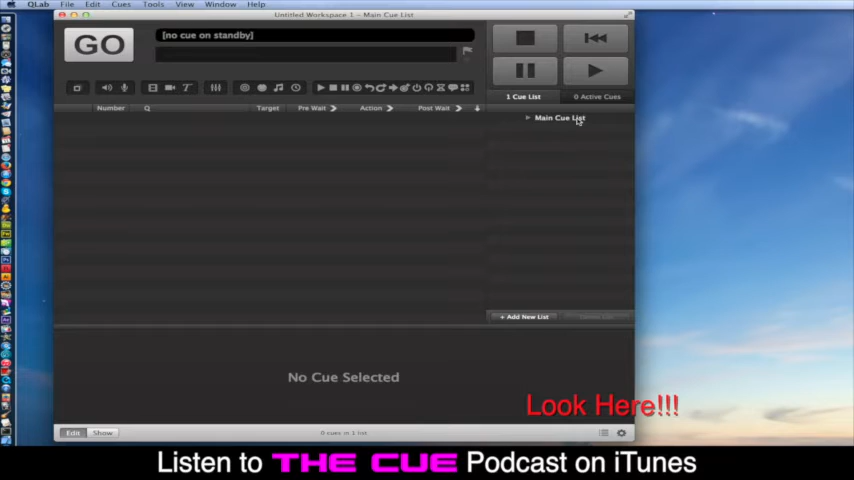 QLab File Edit Cues Tools View Window Help
Untitled Workspace 1 – Main Cue List
GO
[no cue on standby]
1 Cue List
0 Active Cues
Number Q Target Pre Wait Action Post Wait
Main Cue List
+ Add New List
No Cue Selected
Look Here!!!
Edit Show
0 cues in 1 list
Listen to THE CUE Podcast on iTunes